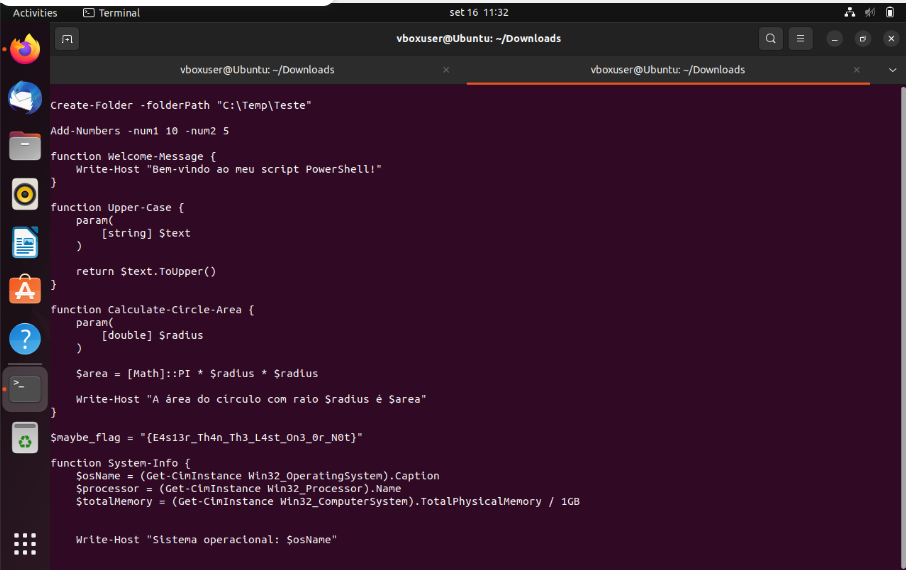 Activities
Terminal
set 16 11:32
vboxuser@Ubuntu: ~/Downloads
vboxuser@Ubuntu: ~/Downloads
vboxuser@Ubuntu: ~/Downloads
Create-Folder -folderPath "C:\Temp\Teste"
Add-Numbers -num1 10 -num2 5
function Welcome-Message {
    Write-Host "Bem-vindo ao meu script PowerShell!"
}
function Upper-Case {
    param(
        [string] $text
    )
    return $text.ToUpper()
}
function Calculate-Circle-Area {
    param(
        [double] $radius
    )
    $area = [Math]::PI * $radius * $radius
    Write-Host "A área do circulo com raio $radius é $area"
}
$maybe_flag = "{E4s13r_Th4n_Th3_L4st_On3_0r_N0t}"
function System-Info {
    $osName = (Get-CimInstance Win32_OperatingSystem).Caption
    $processor = (Get-CimInstance Win32_Processor).Name
    $totalMemory = (Get-CimInstance Win32_ComputerSystem).TotalPhysicalMemory / 1GB
    Write-Host "Sistema operacional: $osName"